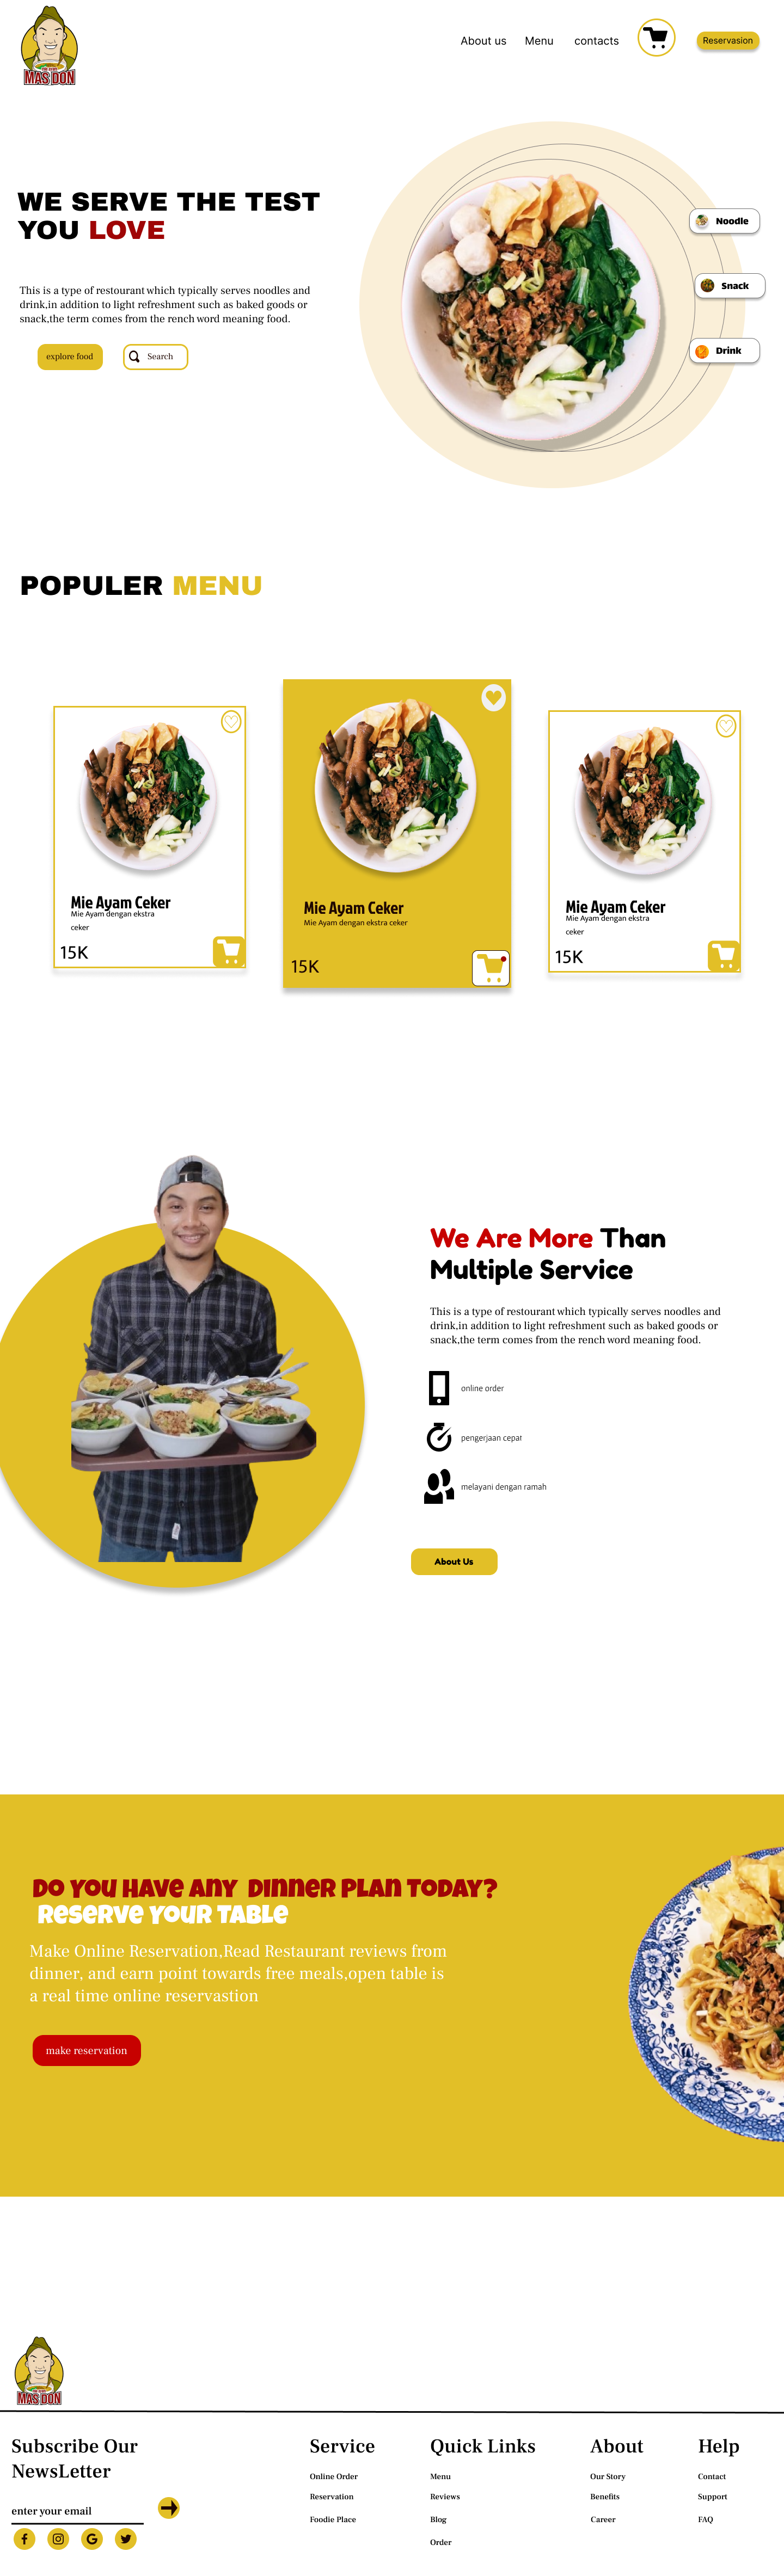 MAS DON
About us Menu contacts Reservasion
WE SERVE THE TEST
YOU LOVE
This is a type of restourant which typically serves noodles and
drink,in addition to light refreshment such as baked goods or
snack,the term comes from the rench word meaning food.
explore food Search
Noodle
Snack
Drink
POPULER MENU
Mie Ayam Ceker
Mie Ayam dengan ekstra
ceker
15K
Mie Ayam Ceker
Mie Ayam dengan ekstra ceker
15K
Mie Ayam Ceker
Mie Ayam dengan ekstra
ceker
15K
We Are More Than
Multiple Service
This is a type of restourant which typically serves noodles and
drink,in addition to light refreshment such as baked goods or
snack,the term comes from the rench word meaning food.
online order
pengerjaan cepat
melayani dengan ramah
About Us
Do You Have Any Dinner Plan Today?
Reserve Your Table
Make Online Reservation,Read Restaurant reviews from
dinner, and earn point towards free meals,open table is
a real time online reservastion
make reservation
MAS DON
Subscribe Our
NewsLetter
enter your email
Service
Online Order
Reservation
Foodie Place
Quick Links
Menu
Reviews
Blog
Order
About
Our Story
Benefits
Career
Help
Contact
Support
FAQ